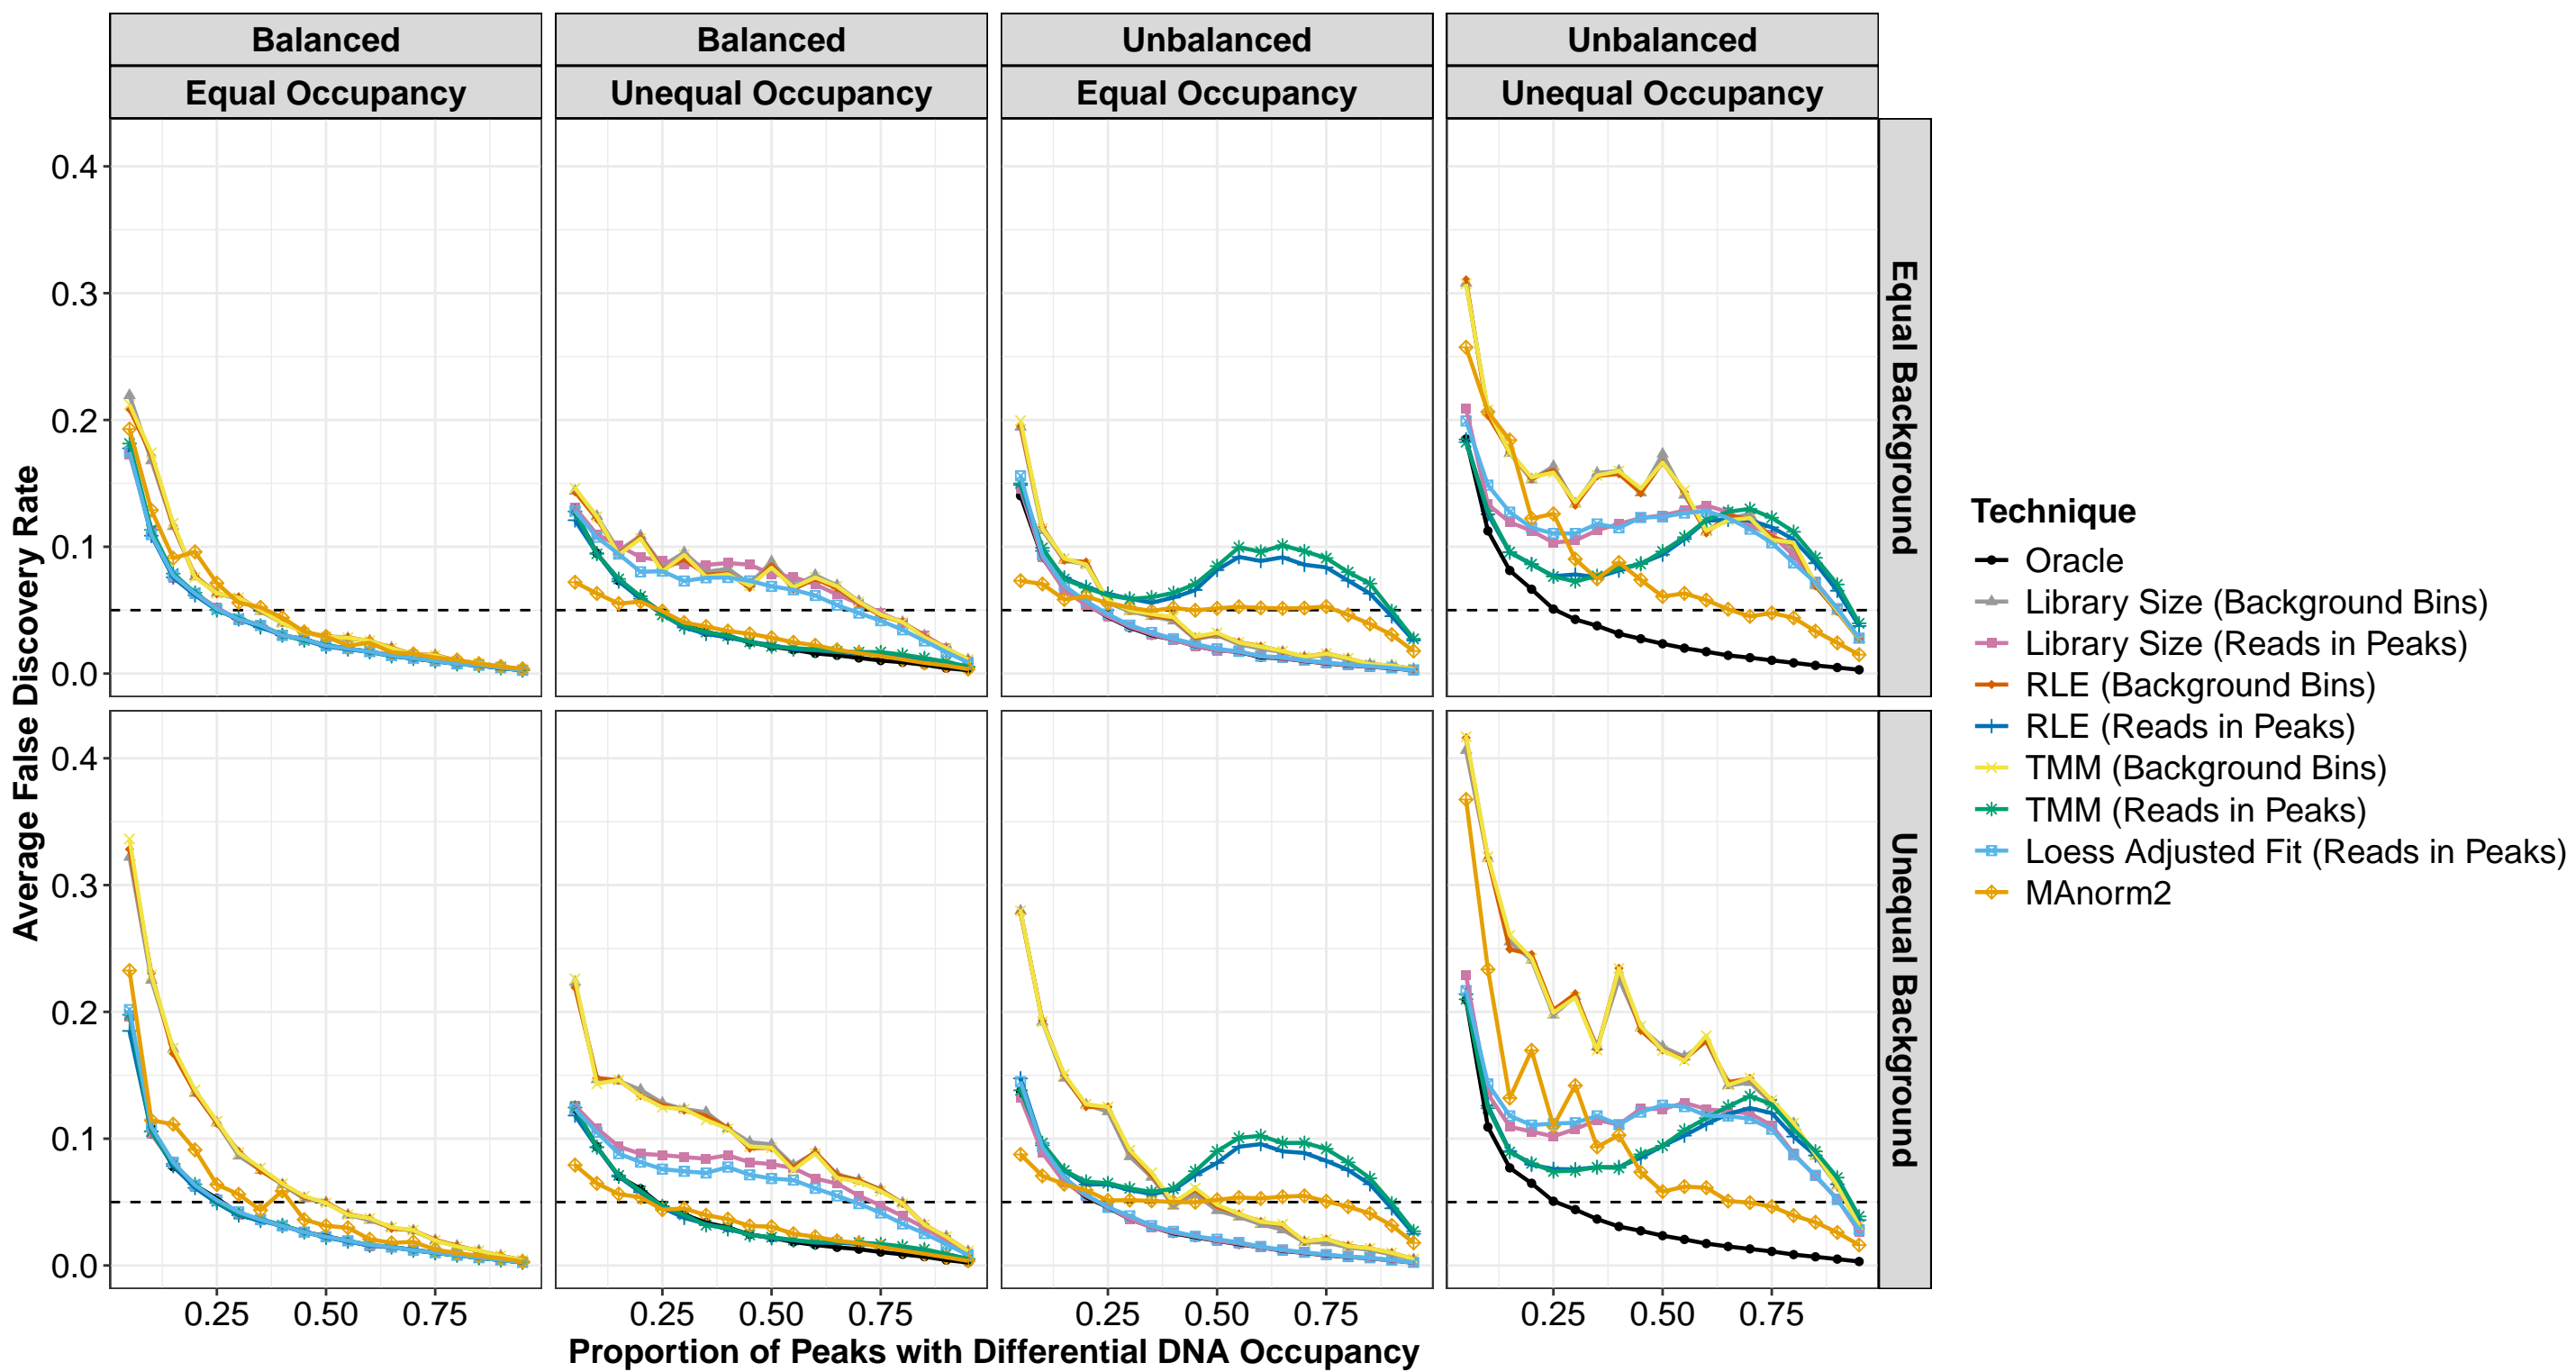 Balanced Balanced Unbalanced Unbalanced
Equal Occupancy Unequal Occupancy Equal Occupancy Unequal Occupancy
Average False Discovery Rate
0.4
0.3
0.2
0.1
0.0
Equal Background
0.4
0.3
0.2
0.1
0.0
Unequal Background
0.25 0.50 0.75 0.25 0.50 0.75 0.25 0.50 0.75 0.25 0.50 0.75
Proportion of Peaks with Differential DNA Occupancy
Technique
Oracle
Library Size (Background Bins)
Library Size (Reads in Peaks)
RLE (Background Bins)
RLE (Reads in Peaks)
TMM (Background Bins)
TMM (Reads in Peaks)
Loess Adjusted Fit (Reads in Peaks)
MAnorm2